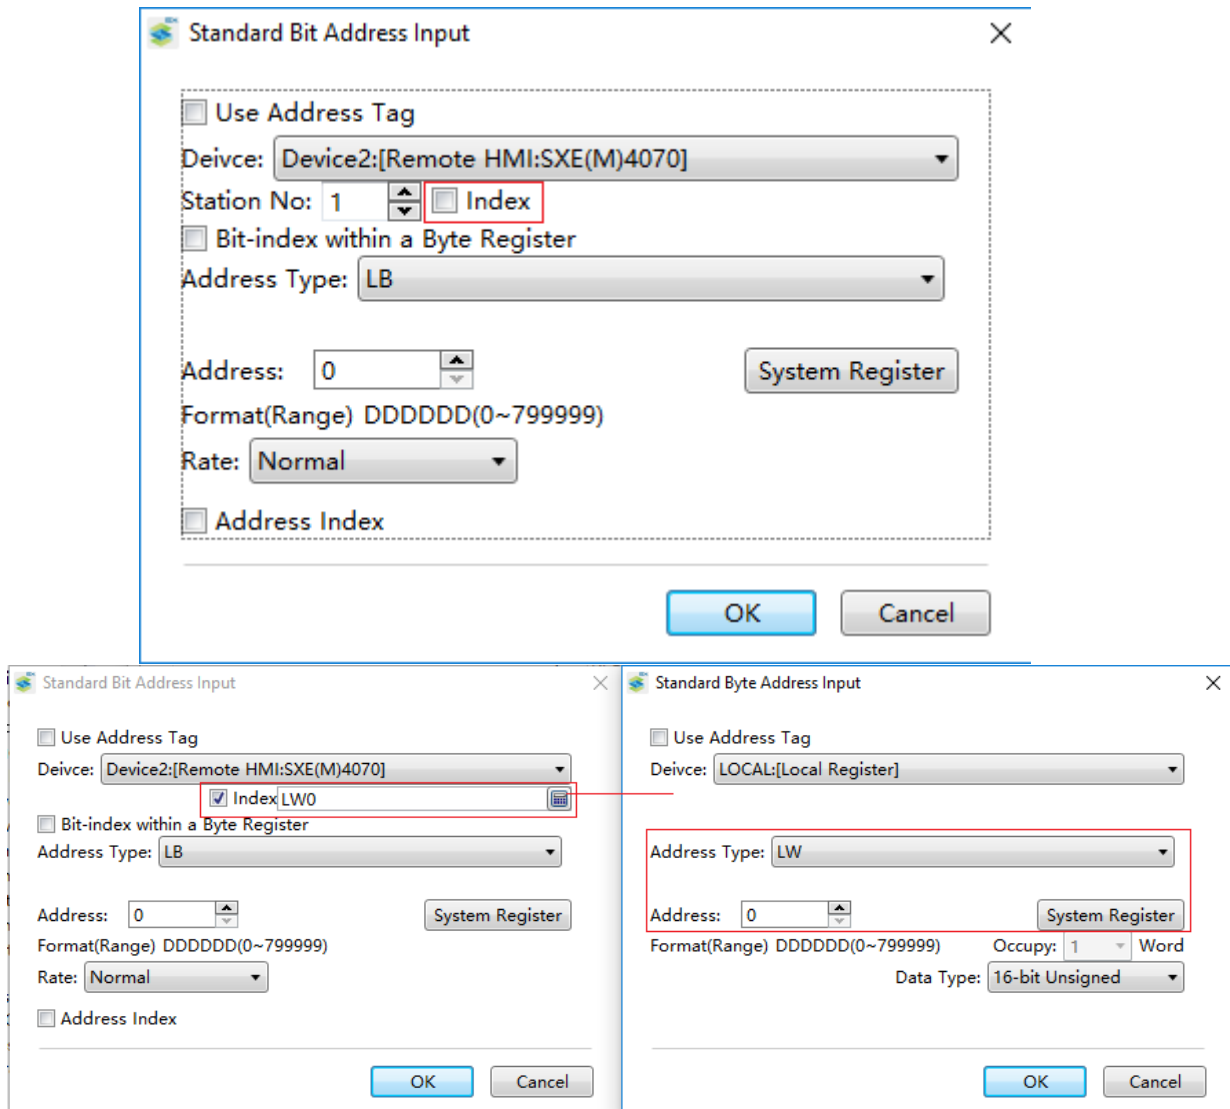 Standard Bit Address Input
Use Address Tag
Deivce: Device2:[Remote HMI:SXE(M)4070]
Station No: 1 Index
Bit-index within a Byte Register
Address Type: LB
Address: 0 System Register
Format(Range) DDDDDD(0~799999)
Rate: Normal
Address Index
OK Cancel
Standard Bit Address Input
Use Address Tag
Deivce: Device2:[Remote HMI:SXE(M)4070]
Index LW0
Bit-index within a Byte Register
Address Type: LB
Address: 0 System Register
Format(Range) DDDDDD(0~799999)
Rate: Normal
Address Index
OK Cancel
Standard Byte Address Input
Use Address Tag
Deivce: LOCAL:[Local Register]
Address Type: LW
Address: 0 System Register
Format(Range) DDDDDD(0~799999) Occupy: 1 Word
Data Type: 16-bit Unsigned
OK Cancel